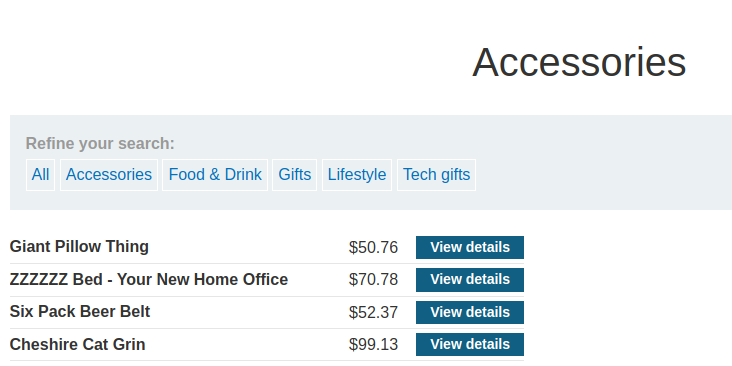 Accessories
Refine your search:
All Accessories Food & Drink Gifts Lifestyle Tech gifts
Giant Pillow Thing $50.76 View details
ZZZZZZ Bed - Your New Home Office $70.78 View details
Six Pack Beer Belt $52.37 View details
Cheshire Cat Grin $99.13 View details